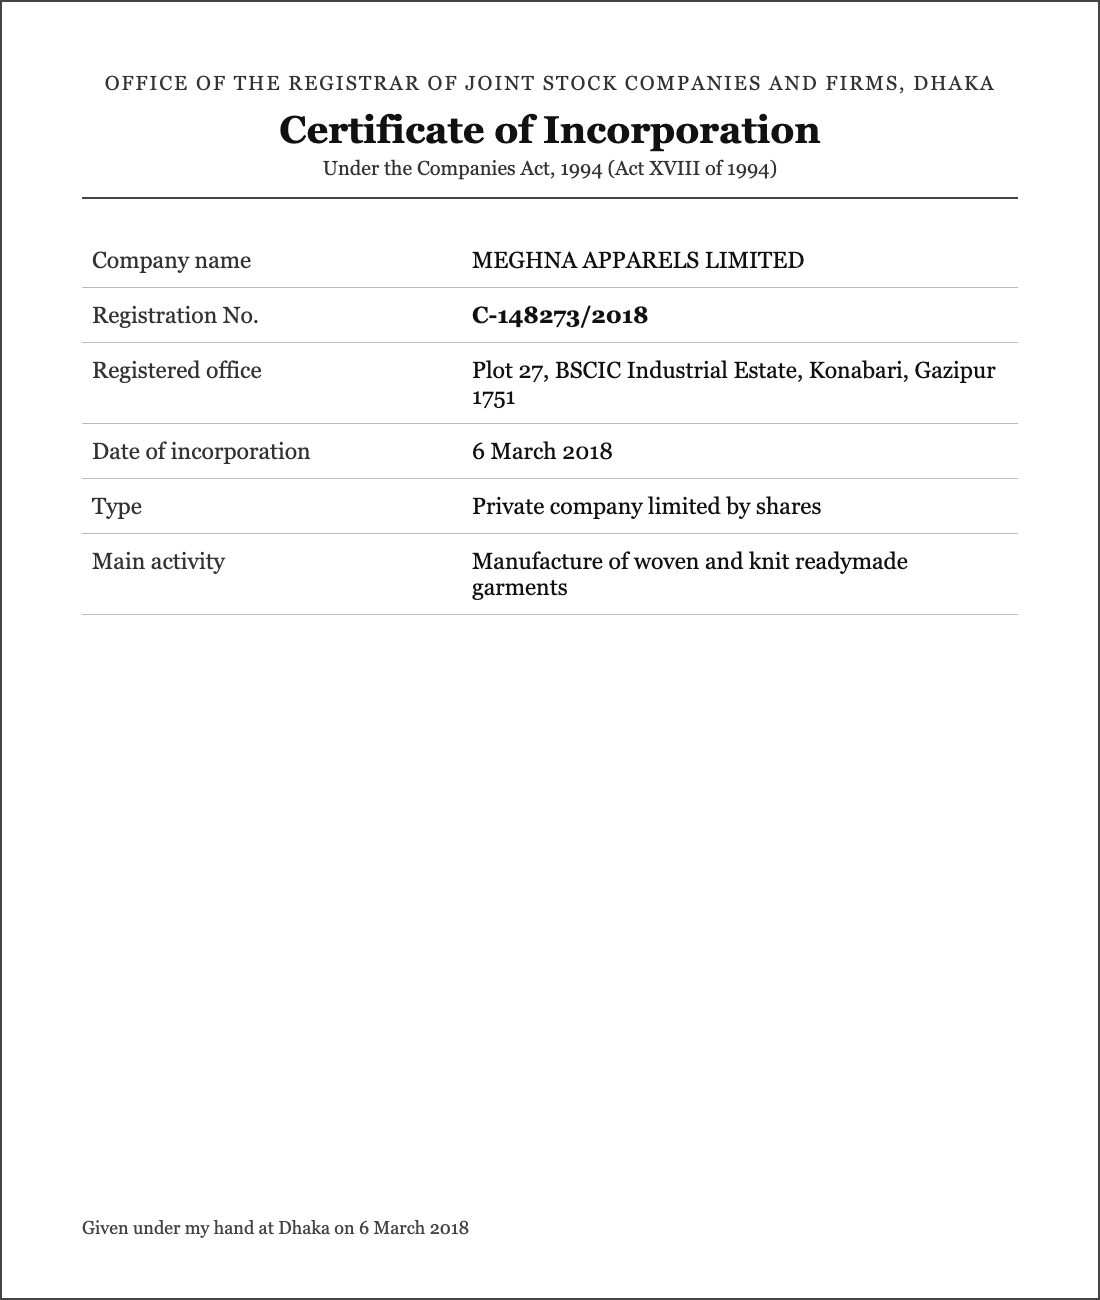 OFFICE OF THE REGISTRAR OF JOINT STOCK COMPANIES AND FIRMS, DHAKA
Certificate of Incorporation
Under the Companies Act, 1994 (Act XVIII of 1994)
Company name MEGHNA APPARELS LIMITED
Registration No. C-148273/2018
Registered office Plot 27, BSCIC Industrial Estate, Konabari, Gazipur
1751
Date of incorporation 6 March 2018
Type Private company limited by shares
Main activity Manufacture of woven and knit readymade
garments
Given under my hand at Dhaka on 6 March 2018